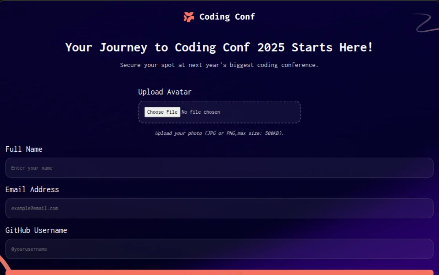 Coding Conf
Your Journey to Coding Conf 2025 Starts Here!
Secure your spot at next year's biggest coding conference.
Upload Avatar
Choose File No file chosen
Upload your photo (JPG or PNG,max size: 500KB).
Full Name
Enter your name
Email Address
example@email.com
GitHub Username
@yourusername